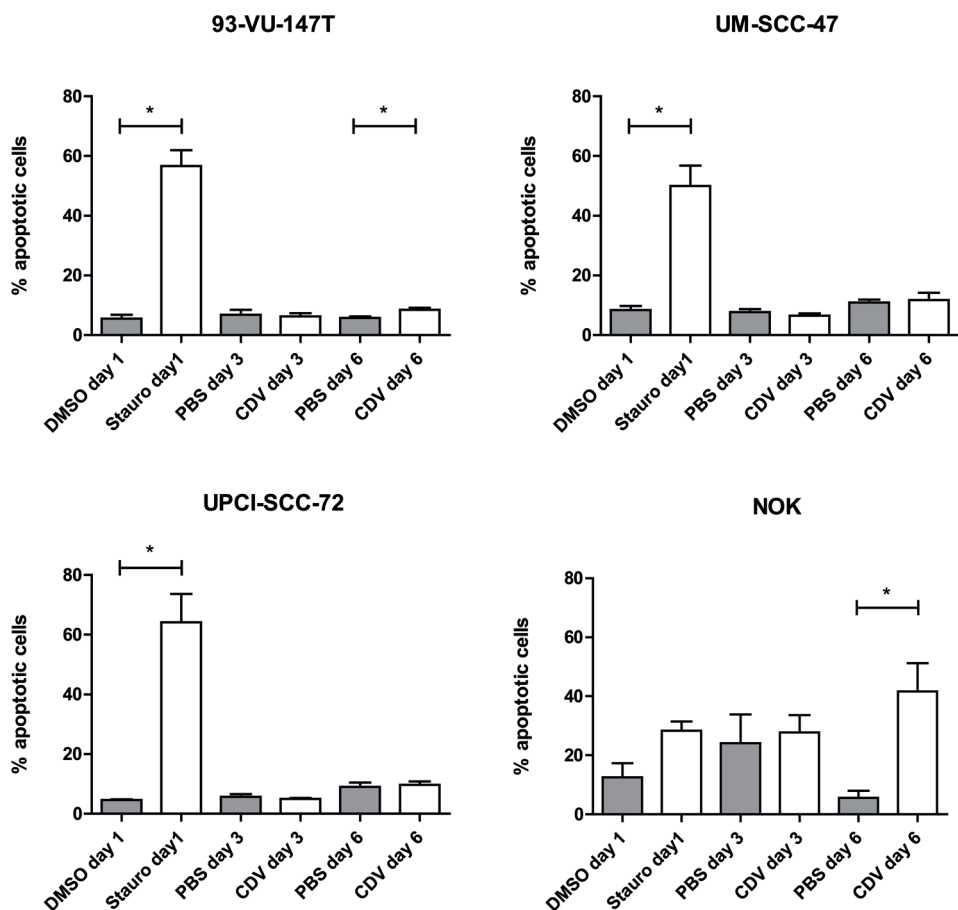 93-VU-147T
% apoptotic cells
80
60
40
20
0
*
*
DMSO day 1
Stauro day1
PBS day 3
CDV day 3
PBS day 6
CDV day 6
UM-SCC-47
% apoptotic cells
80
60
40
20
0
*
DMSO day 1
Stauro day1
PBS day 3
CDV day 3
PBS day 6
CDV day 6
UPCI-SCC-72
% apoptotic cells
80
60
40
20
0
*
DMSO day 1
Stauro day1
PBS day 3
CDV day 3
PBS day 6
CDV day 6
NOK
% apoptotic cells
80
60
40
20
0
*
DMSO day 1
Stauro day1
PBS day 3
CDV day 3
PBS day 6
CDV day 6